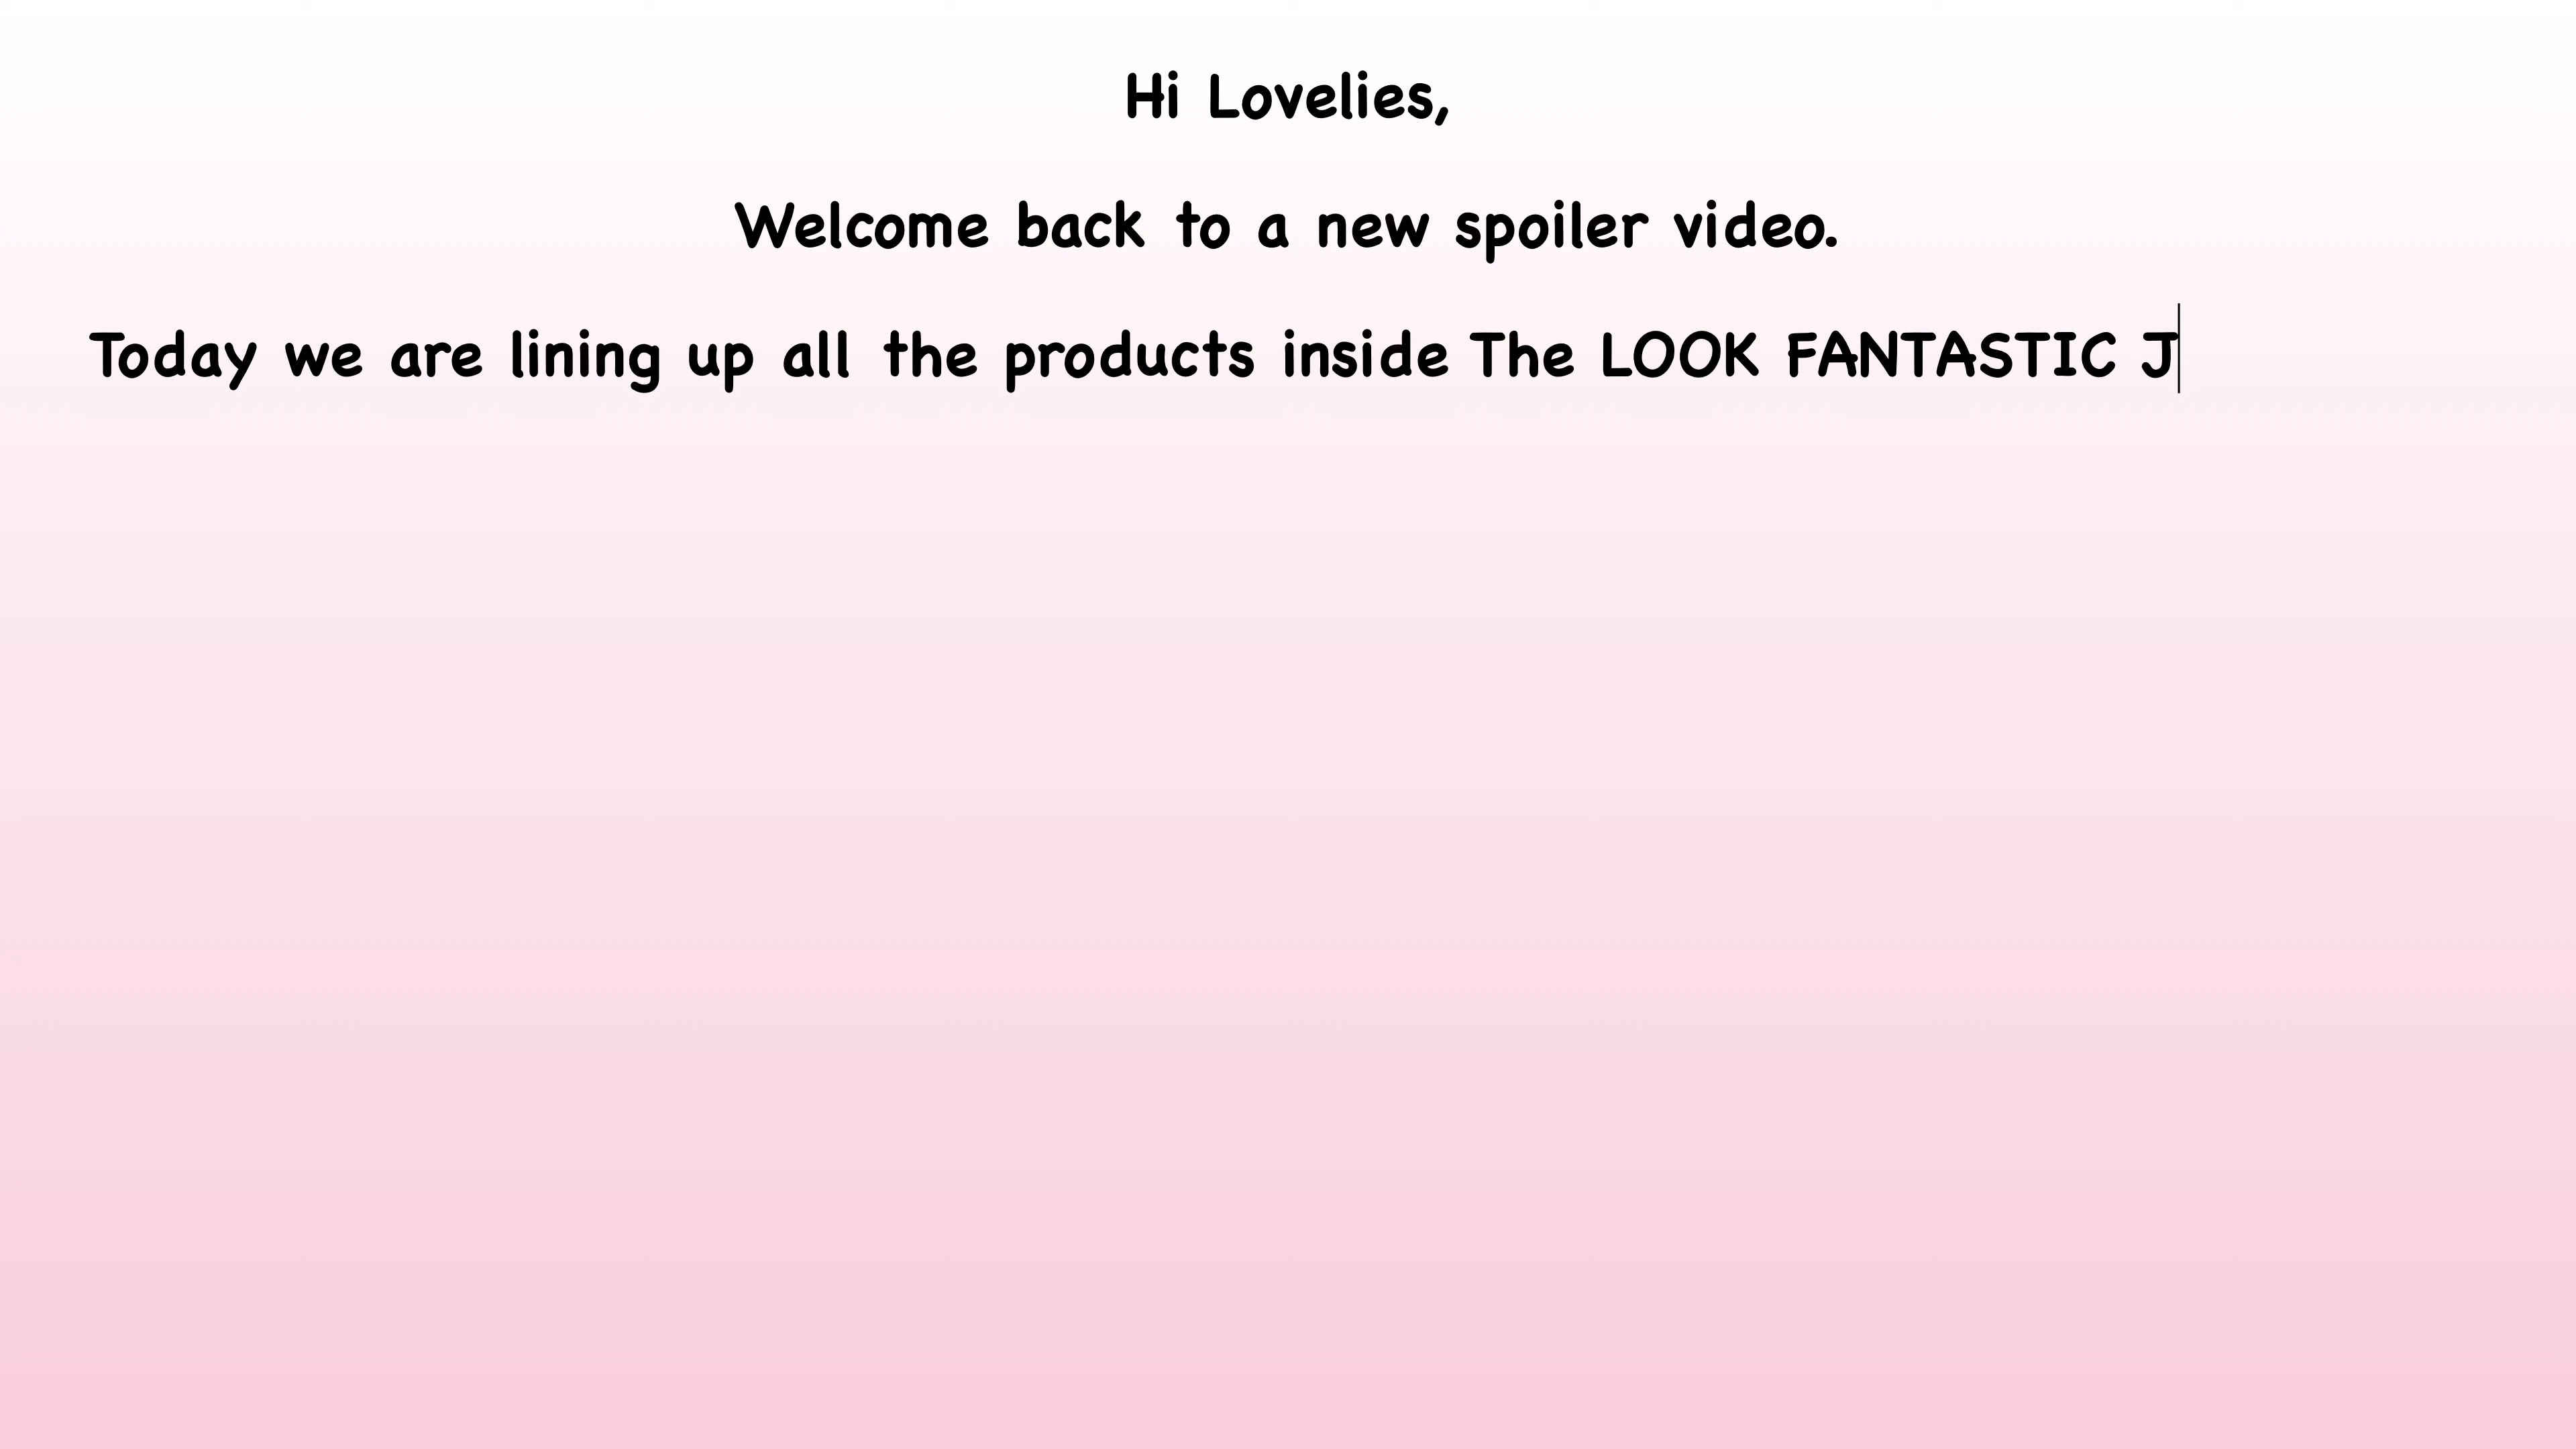 Hi Lovelies,
Welcome back to a new spoiler video.
Today we are lining up all the products inside The LOOK FANTASTIC J